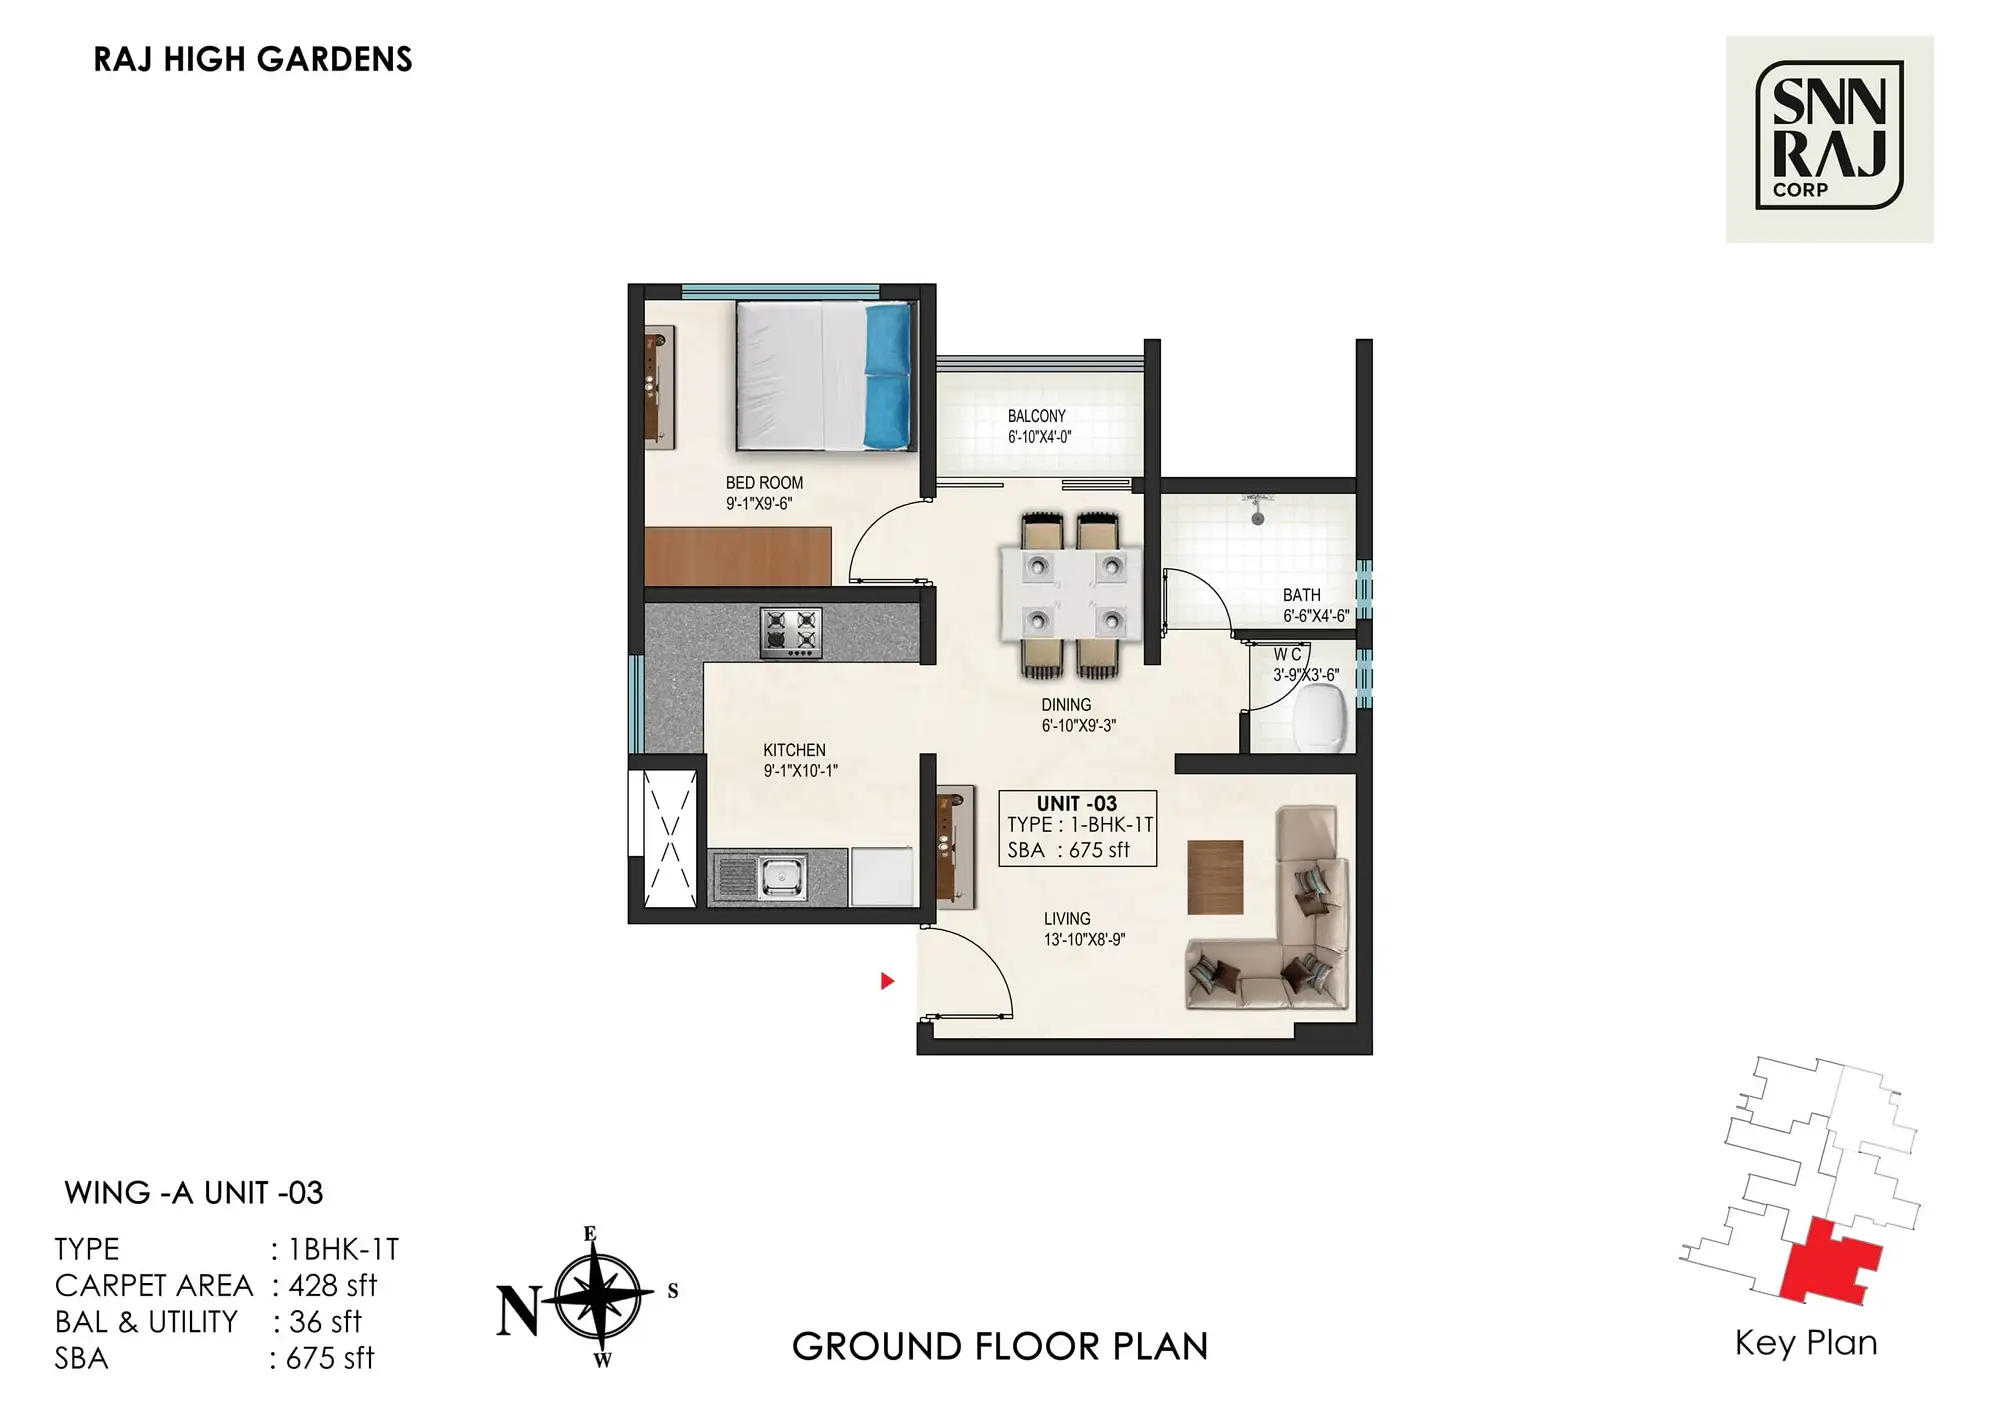 RAJ HIGH GARDENS
SNN
RAJ
CORP
BALCONY
6'-10"X4'-0"
BED ROOM
9'-1"X9'-6"
BATH
6'-6"X4'-6"
W C
3'-9"X3'-6"
DINING
6'-10"X9'-3"
KITCHEN
9'-1"X10'-1"
UNIT -03
TYPE : 1-BHK-1T
SBA : 675 sft
LIVING
13'-10"X8'-9"
WING -A UNIT -03
TYPE : 1BHK-1T
CARPET AREA : 428 sft
BAL & UTILITY : 36 sft
SBA : 675 sft
E
N
S
W
GROUND FLOOR PLAN
Key Plan